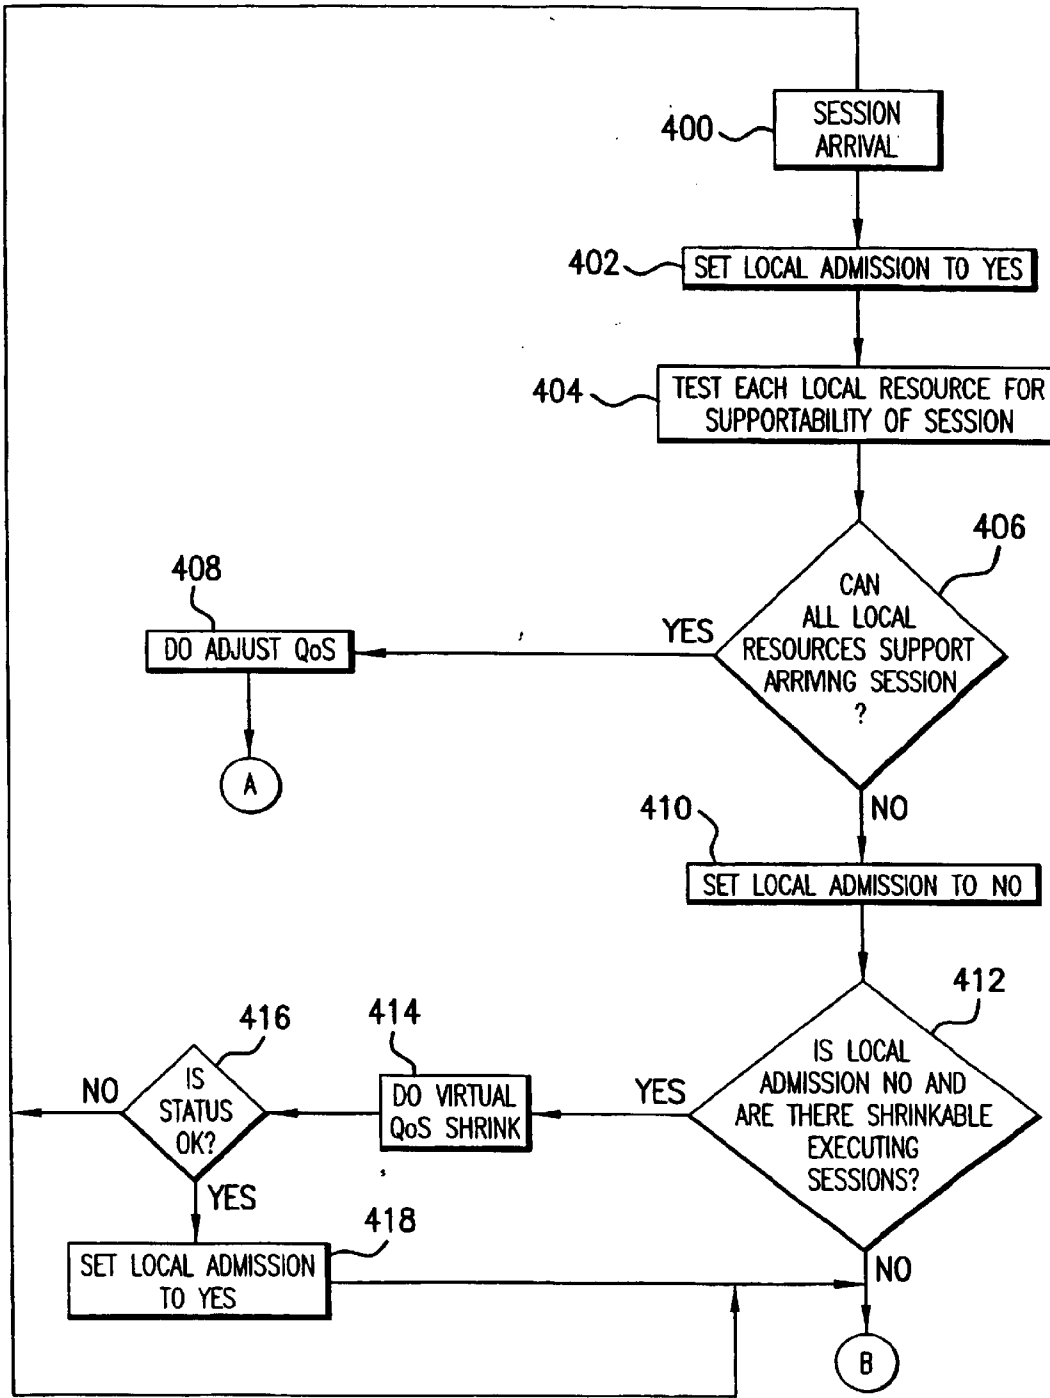 400
SESSION
ARRIVAL
402
SET LOCAL ADMISSION TO YES
404
TEST EACH LOCAL RESOURCE FOR
SUPPORTABILITY OF SESSION
406
CAN
ALL LOCAL
RESOURCES SUPPORT
ARRIVING SESSION
?
YES
408
DO ADJUST QoS
A
NO
410
SET LOCAL ADMISSION TO NO
412
IS LOCAL
ADMISSION NO AND
ARE THERE SHRINKABLE
EXECUTING
SESSIONS?
YES
414
DO VIRTUAL
QoS SHRINK
416
IS
STATUS
OK?
NO
YES
418
SET LOCAL ADMISSION
TO YES
NO
B